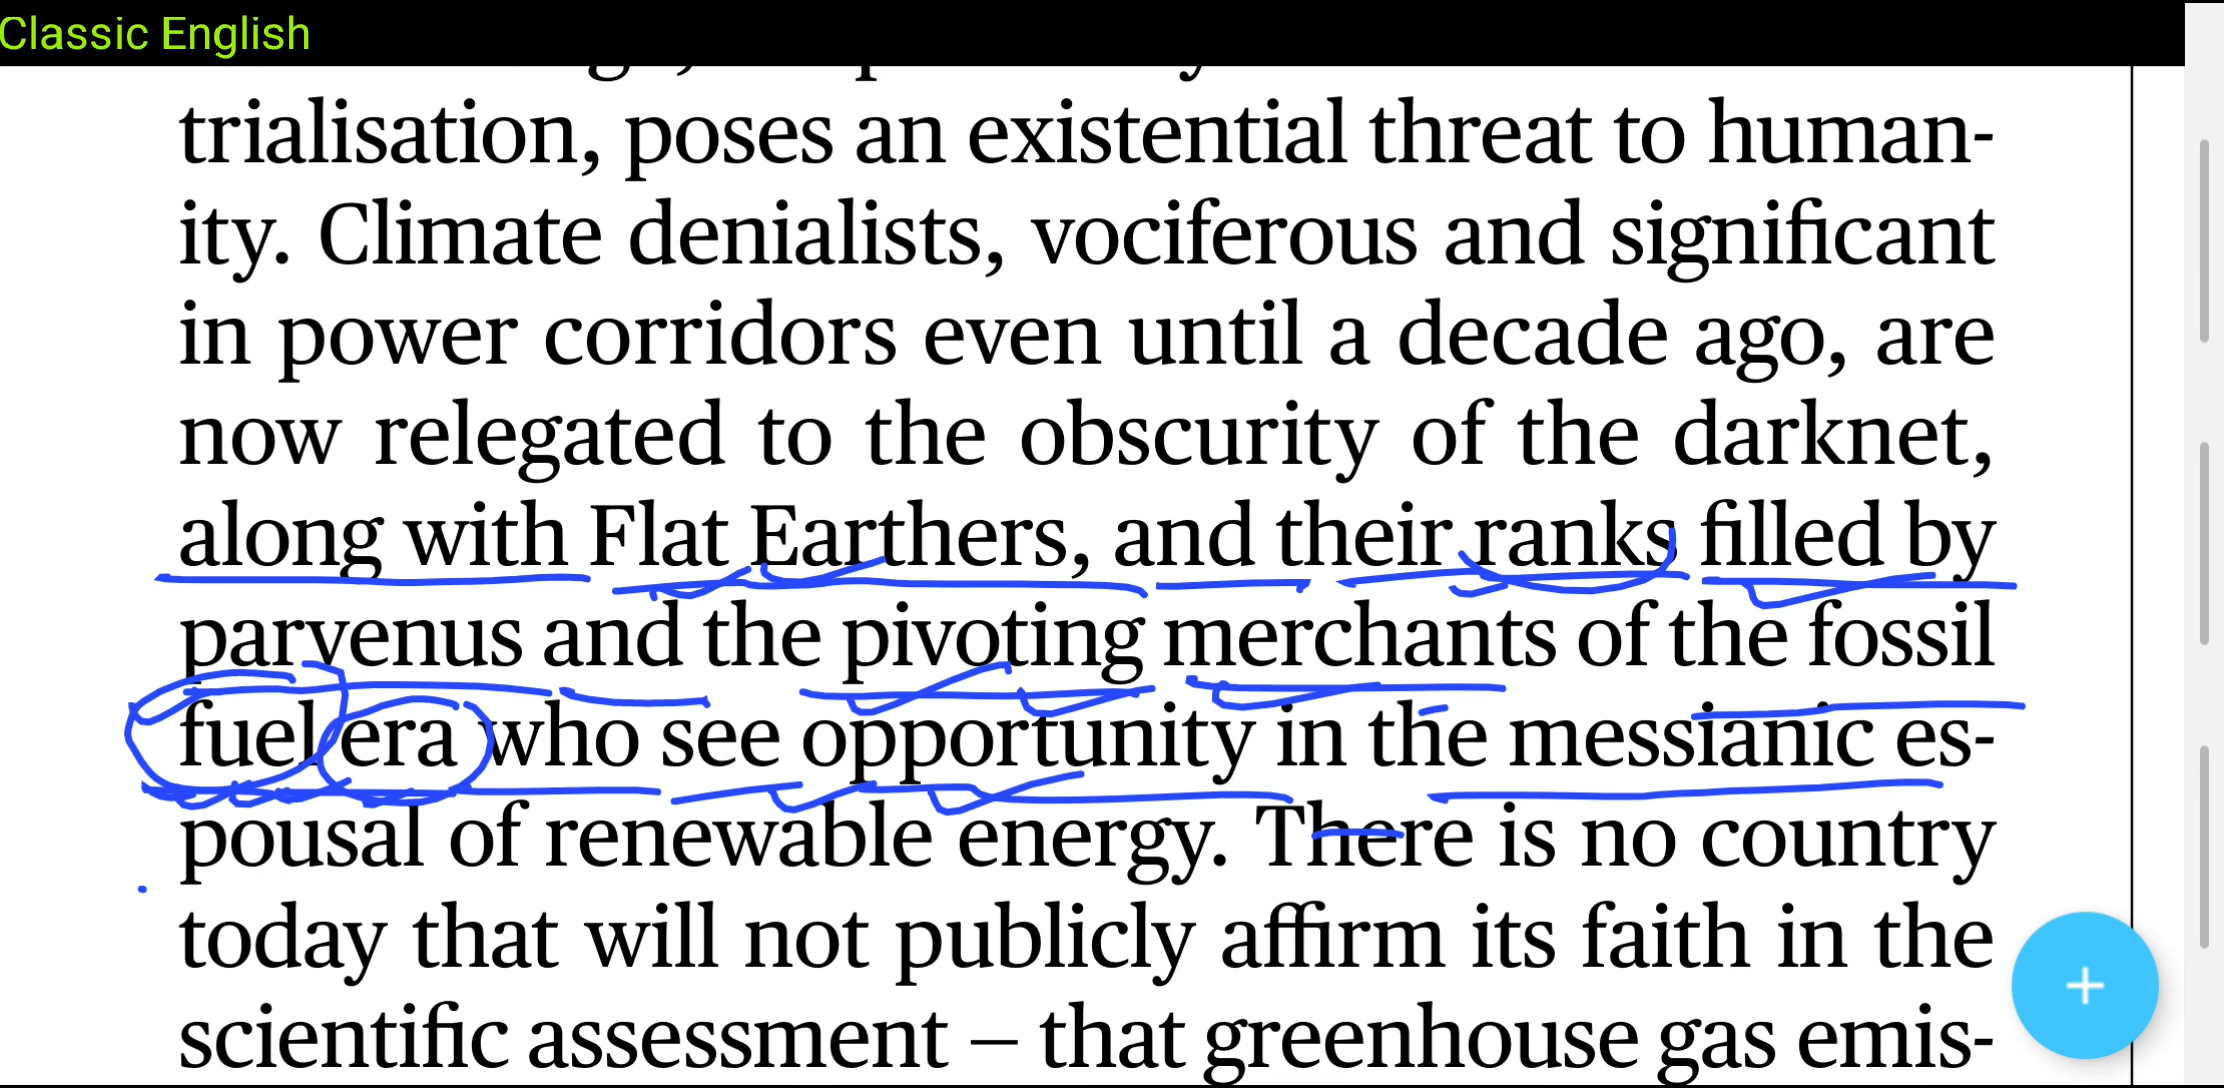 Classic English
trialisation, poses an existential threat to human-
ity. Climate denialists, vociferous and significant
in power corridors even until a decade ago, are
now relegated to the obscurity of the darknet,
along with Flat Earthers, and their ranks filled by
parvenus and the pivoting merchants of the fossil
fuel era who see opportunity in the messianic es-
pousal of renewable energy. There is no country
today that will not publicly affirm its faith in the
scientific assessment – that greenhouse gas emis-